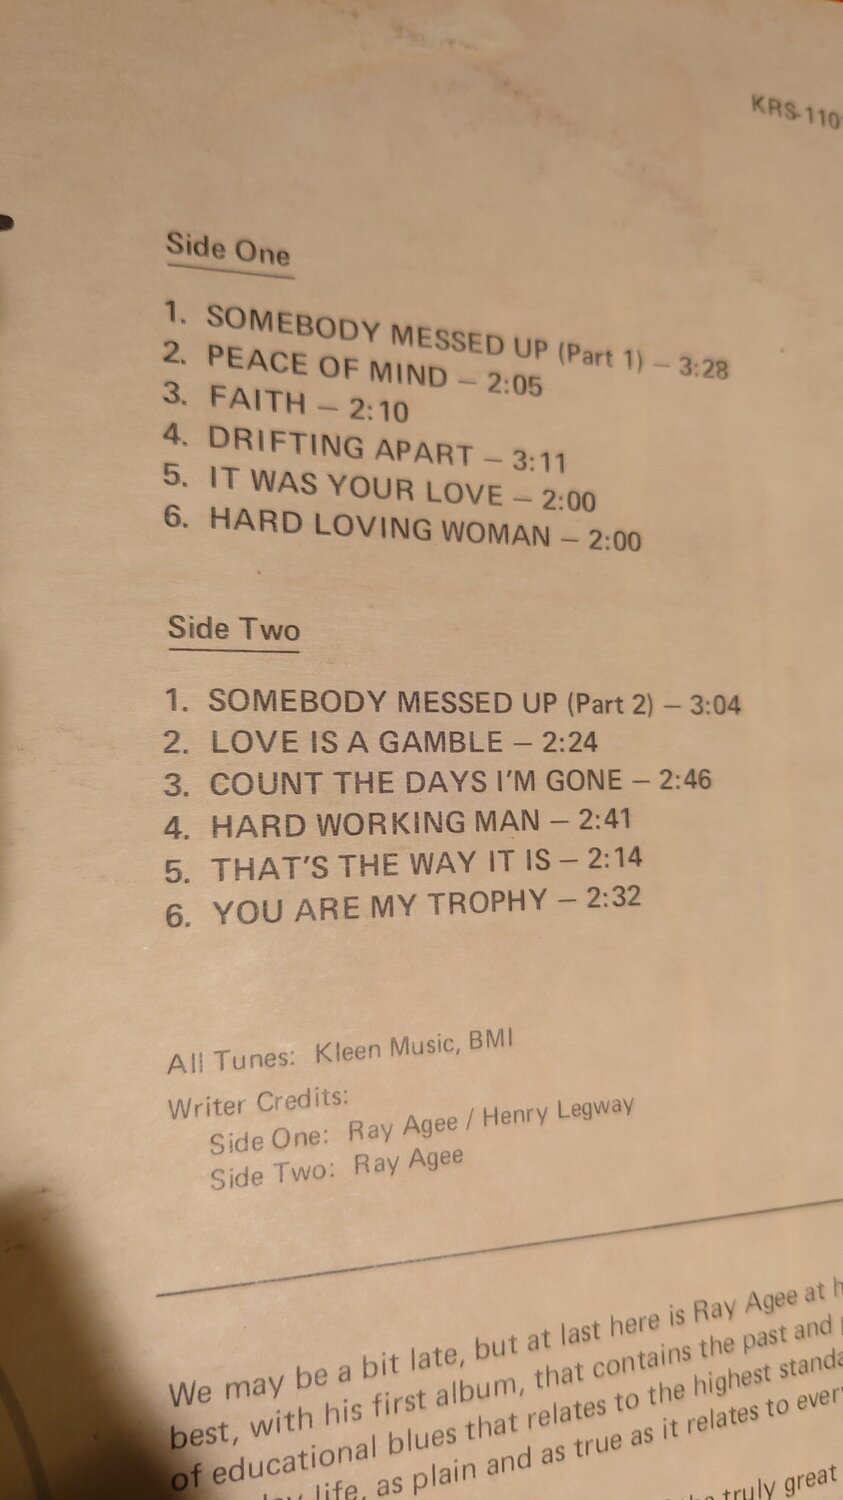 KRS-110
Side One
1. SOMEBODY MESSED UP (Part 1) – 3:28
2. PEACE OF MIND – 2:05
3. FAITH – 2:10
4. DRIFTING APART – 3:11
5. IT WAS YOUR LOVE – 2:00
6. HARD LOVING WOMAN – 2:00
Side Two
1. SOMEBODY MESSED UP (Part 2) – 3:04
2. LOVE IS A GAMBLE – 2:24
3. COUNT THE DAYS I'M GONE – 2:46
4. HARD WORKING MAN – 2:41
5. THAT'S THE WAY IT IS – 2:14
6. YOU ARE MY TROPHY – 2:32
All Tunes: Kleen Music, BMI
Writer Credits:
Side One: Ray Agee / Henry Legway
Side Two: Ray Agee
We may be a bit late, but at last here is Ray Agee at
best, with his first album, that contains the past and
of educational blues that relates to the highest
life, as plain and as true as it relates to
truly great